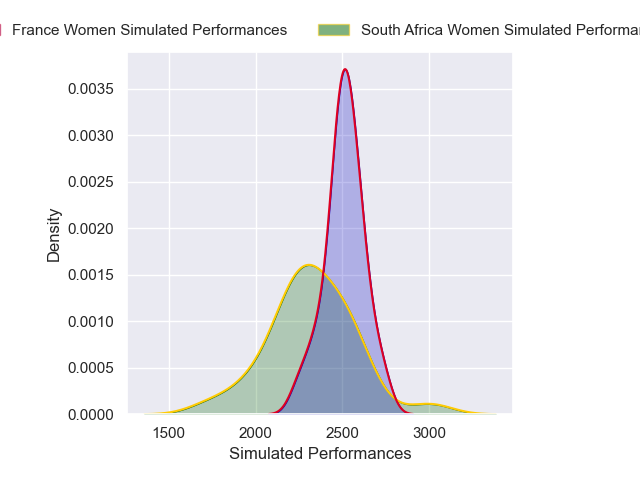 France Women Simulated Performances
South Africa Women Simulated
0.0035
0.0030
0.0025
0.0020
0.0015
0.0010
0.0005
0.0000
Density
1500 2000 2500 3000
Simulated Performances